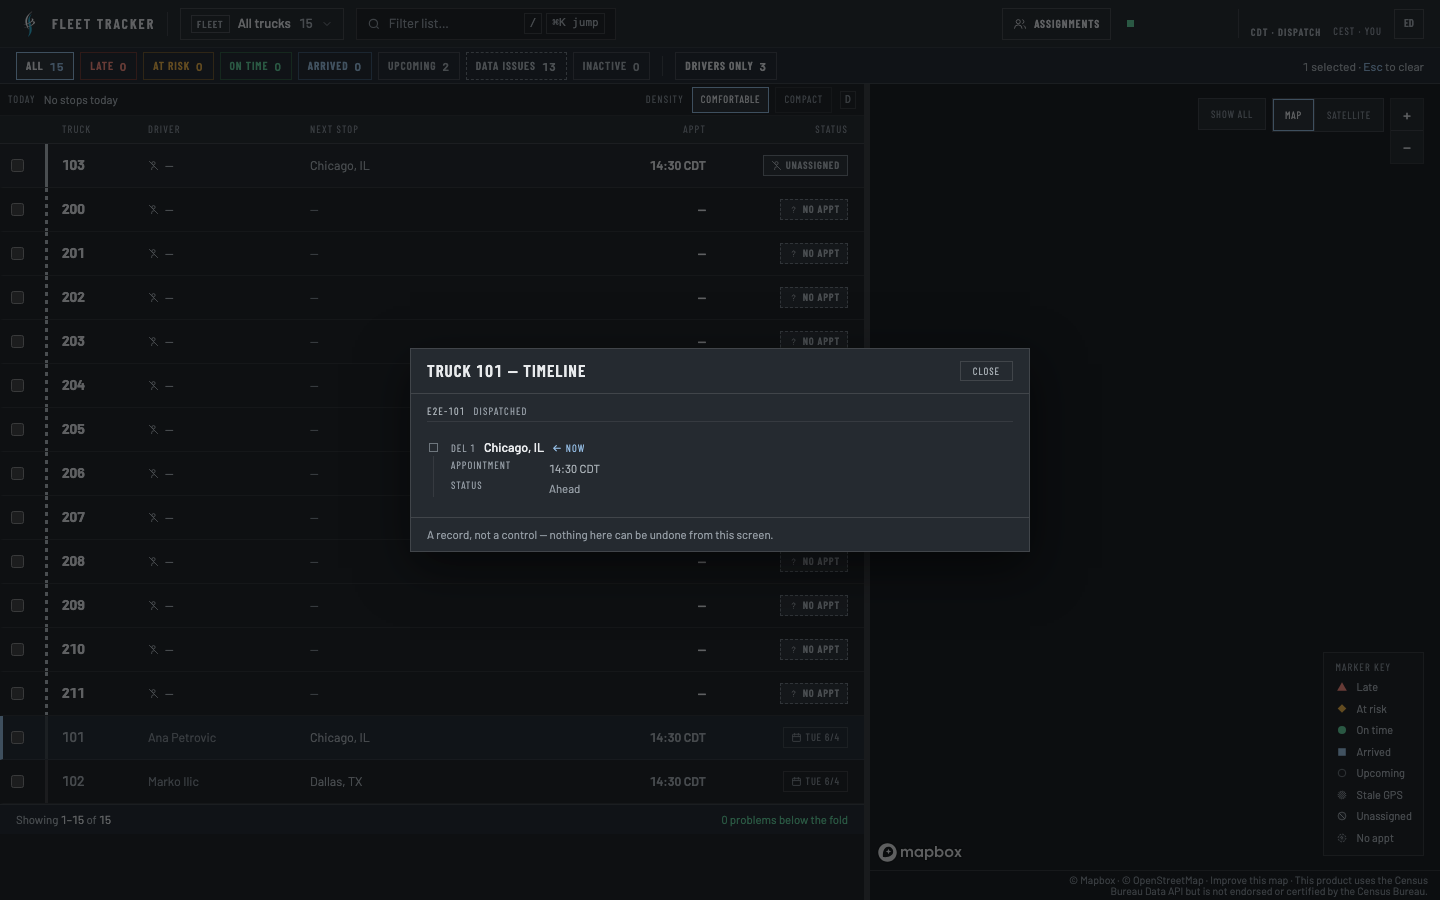 FLEET TRACKER FLEET All trucks 15 Filter list... / ⌘K jump ASSIGNMENTS CDT · DISPATCH CEST · YOU ED
ALL 15 LATE 0 AT RISK 0 ON TIME 0 ARRIVED 0 UPCOMING 2 DATA ISSUES 13 INACTIVE 0 DRIVERS ONLY 3 1 selected · Esc to clear
TODAY No stops today DENSITY COMFORTABLE COMPACT D SHOW ALL MAP SATELLITE +
−
TRUCK DRIVER NEXT STOP APPT STATUS
103 — Chicago, IL 14:30 CDT UNASSIGNED
200 — — — ? NO APPT
201 — — — ? NO APPT
202 — — — ? NO APPT
203 — — ? NO APPT
204 —
205 —
206 —
207 —
208 — — — ? NO APPT
209 — — — ? NO APPT
210 — — — ? NO APPT
211 — — — ? NO APPT
101 Ana Petrovic Chicago, IL 14:30 CDT TUE 6/4
102 Marko Ilic Dallas, TX 14:30 CDT TUE 6/4
Showing 1–15 of 15 0 problems below the fold
TRUCK 101 — TIMELINE CLOSE
E2E-101 DISPATCHED
DEL 1 Chicago, IL ← NOW
APPOINTMENT 14:30 CDT
STATUS Ahead
A record, not a control — nothing here can be undone from this screen.
MARKER KEY
Late
At risk
On time
Arrived
Upcoming
Stale GPS
Unassigned
No appt
mapbox
© Mapbox · © OpenStreetMap · Improve this map · This product uses the Census
Bureau Data API but is not endorsed or certified by the Census Bureau.